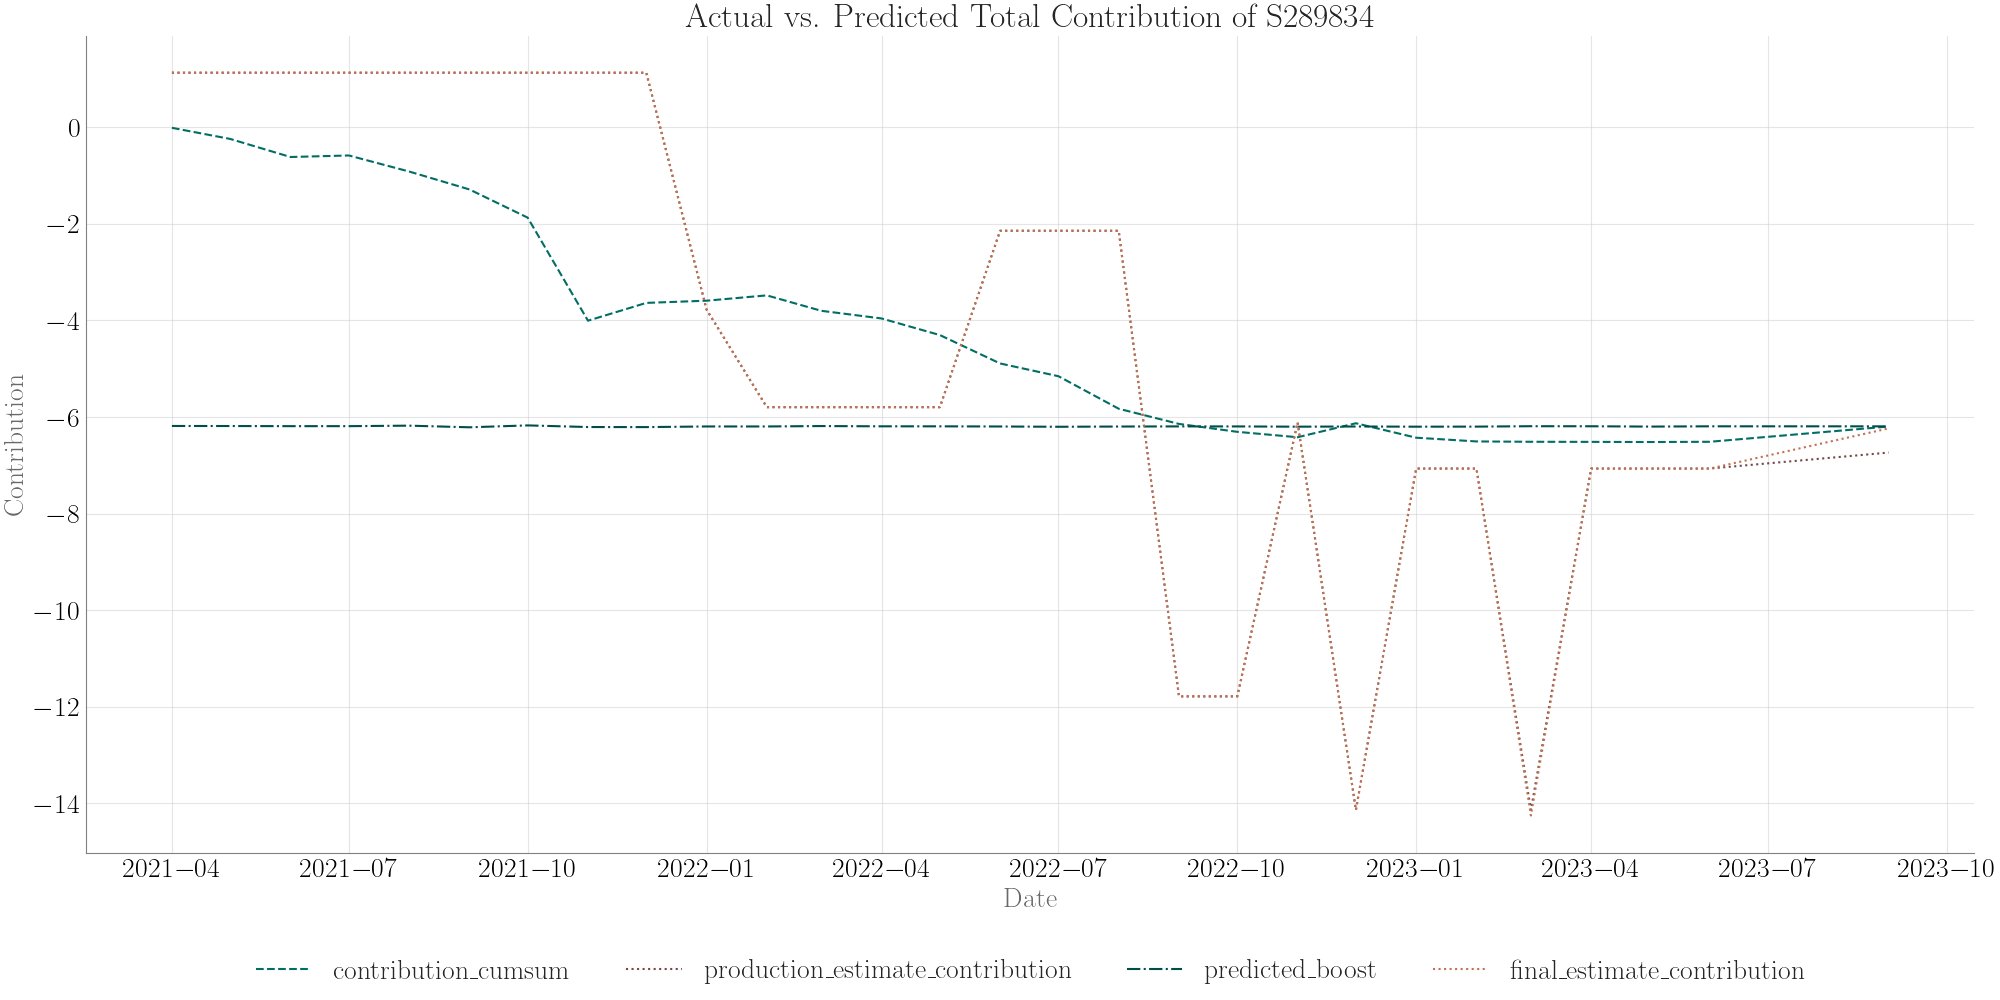 Actual vs. Predicted Total Contribution of S289834
Contribution
0
−2
−4
−6
−8
−10
−12
−14
2021−04 2021−07 2021−10 2022−01 2022−04 2022−07 2022−10 2023−01 2023−04 2023−07 2023−10
Date
contribution_cumsum production_estimate_contribution predicted_boost final_estimate_contribution